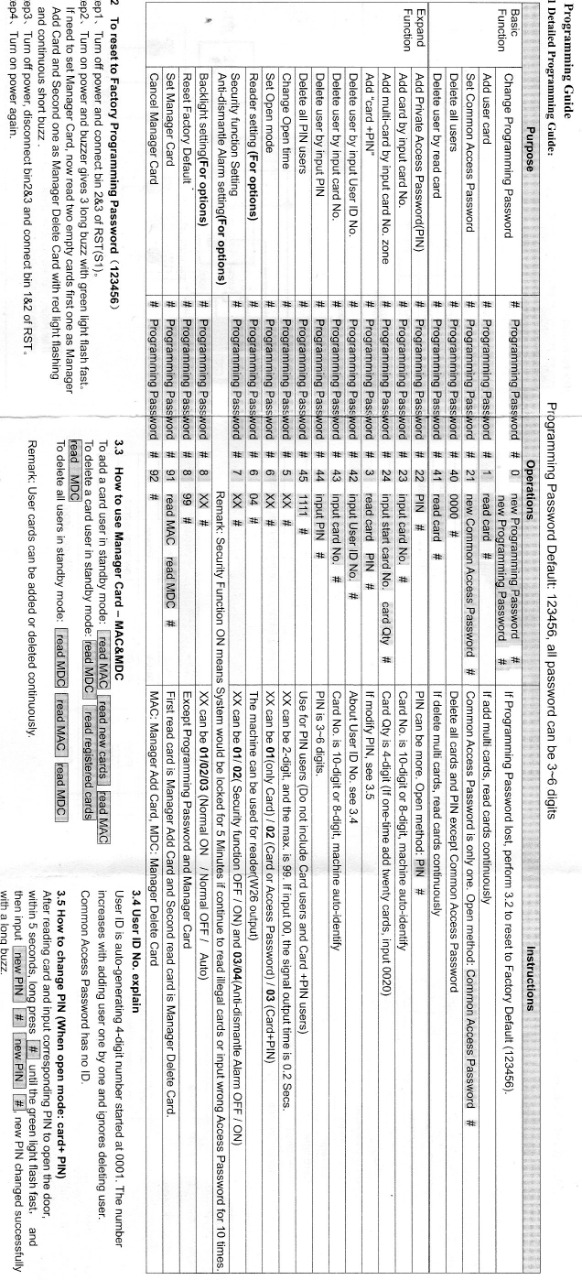 Programming Guide
1 Detailed Programming Guide:
Programming Password Default: 123456, all password can be 3~6 digits
Purpose Operations Instructions
Basic Function
Change Programming Password # Programming Password # 0 new Programming Password # new Programming Password # If Programming Password lost, perform 3.2 to reset to Factory Default (123456).
Add user card # Programming Password # 1 read card # If add multi cards, read cards continuously
Set Common Access Password # Programming Password # 21 new Common Access Password # Common Access Password is only one. Open method: Common Access Password #
Delete all users # Programming Password # 40 0000 # Delete all cards and PIN except Common Access Password
Delete user by read card # Programming Password # 41 read card # If delete multi cards, read cards continuously
Expand Function
Add Private Access Password(PIN) # Programming Password # 22 PIN # PIN can be more. Open method: PIN #
Add card by input card No. # Programming Password # 23 input card No. # Card No. is 10-digit or 8-digit, machine auto-identify
Add multi-card by input card No. zone # Programming Password # 24 input start card No. card Qty # Card Qty is 4-digit (If one-time add twenty cards, input 0020)
Add "card +PIN" # Programming Password # 3 read card PIN # If modify PIN, see 3.5
Delete user by input User ID No. # Programming Password # 42 input User ID No. # About User ID No. see 3.4
Delete user by input card No. # Programming Password # 43 input card No. # Card No. is 10-digit or 8-digit, machine auto-identify
Delete user by input PIN # Programming Password # 44 input PIN # PIN is 3~6 digits.
Delete all PIN users # Programming Password # 45 1111 # Use for PIN users (Do not include Card users and Card +PIN users)
Change Open time # Programming Password # 5 XX # XX can be 2-digit, and the max. is 99. If input 00, the signal output time is 0.2 Secs.
Set Open mode # Programming Password # 6 XX # XX can be 01(only Card) / 02 (Card or Access Password) / 03 (Card+PIN)
Reader setting (For options) # Programming Password # 6 04 # The machine can be used for reader(W26 output)
Security function Setting # Programming Password # 7 XX # XX can be 01/ 02( Security function OFF / ON) and 03/04(Anti-dismantle Alarm OFF / ON)
Anti-dismantle Alarm setting(For options) Remark: Security Function ON means System would be locked for 5 Minutes if continue to read illegal cards or input wrong Access Password for 10 times.
Backlight setting(For options) # Programming Password # 8 XX # XX can be 01/02/03 (Normal ON / Normal OFF / Auto)
Reset Factory Default # Programming Password # 8 99 # Except Programming Password and Manager Card
Set Manager Card # Programming Password # 91 read MAC read MDC # First read card is Manager Add Card and Second read card is Manager Delete Card.
Cancel Manager Card # Programming Password # 92 # MAC: Manager Add Card, MDC: Manager Delete Card
2 To reset to Factory Programming Password（123456）
ep1、Turn off power and connect bin 2&3 of RST(S1)。
ep2、Turn on power and buzzer gives 3 long buzz with green light flash fast。
If need to set Manager Card, now read two empty cards first one as Manager
Add Card and Second one as Manager Delete Card with red light flashing
and continuous short buzz .
ep3、Turn off power, disconnect bin2&3 and connect bin 1&2 of RST。
ep4、Turn on power again.
3.3 How to use Manager Card – MAC&MDC
To add a card user in standby mode: read MAC read new cards read MAC
To delete a card user in standby mode: read MDC read registered cards
read MDC
To delete all users in standby mode: read MDC read MAC read MDC
Remark: User cards can be added or deleted continuously.
3.4 User ID No. explain
User ID is auto-generating 4-digit number started at 0001. The number
increases with adding user one by one and ignores deleting user.
Common Access Password has no ID.
3.5 How to change PIN (When open mode: card+ PIN)
After reading card and input corresponding PIN to open the door,
within 5 seconds, long press # until the green light flash fast, and
then input new PIN # new PIN #, new PIN changed successfully
with a long buzz.